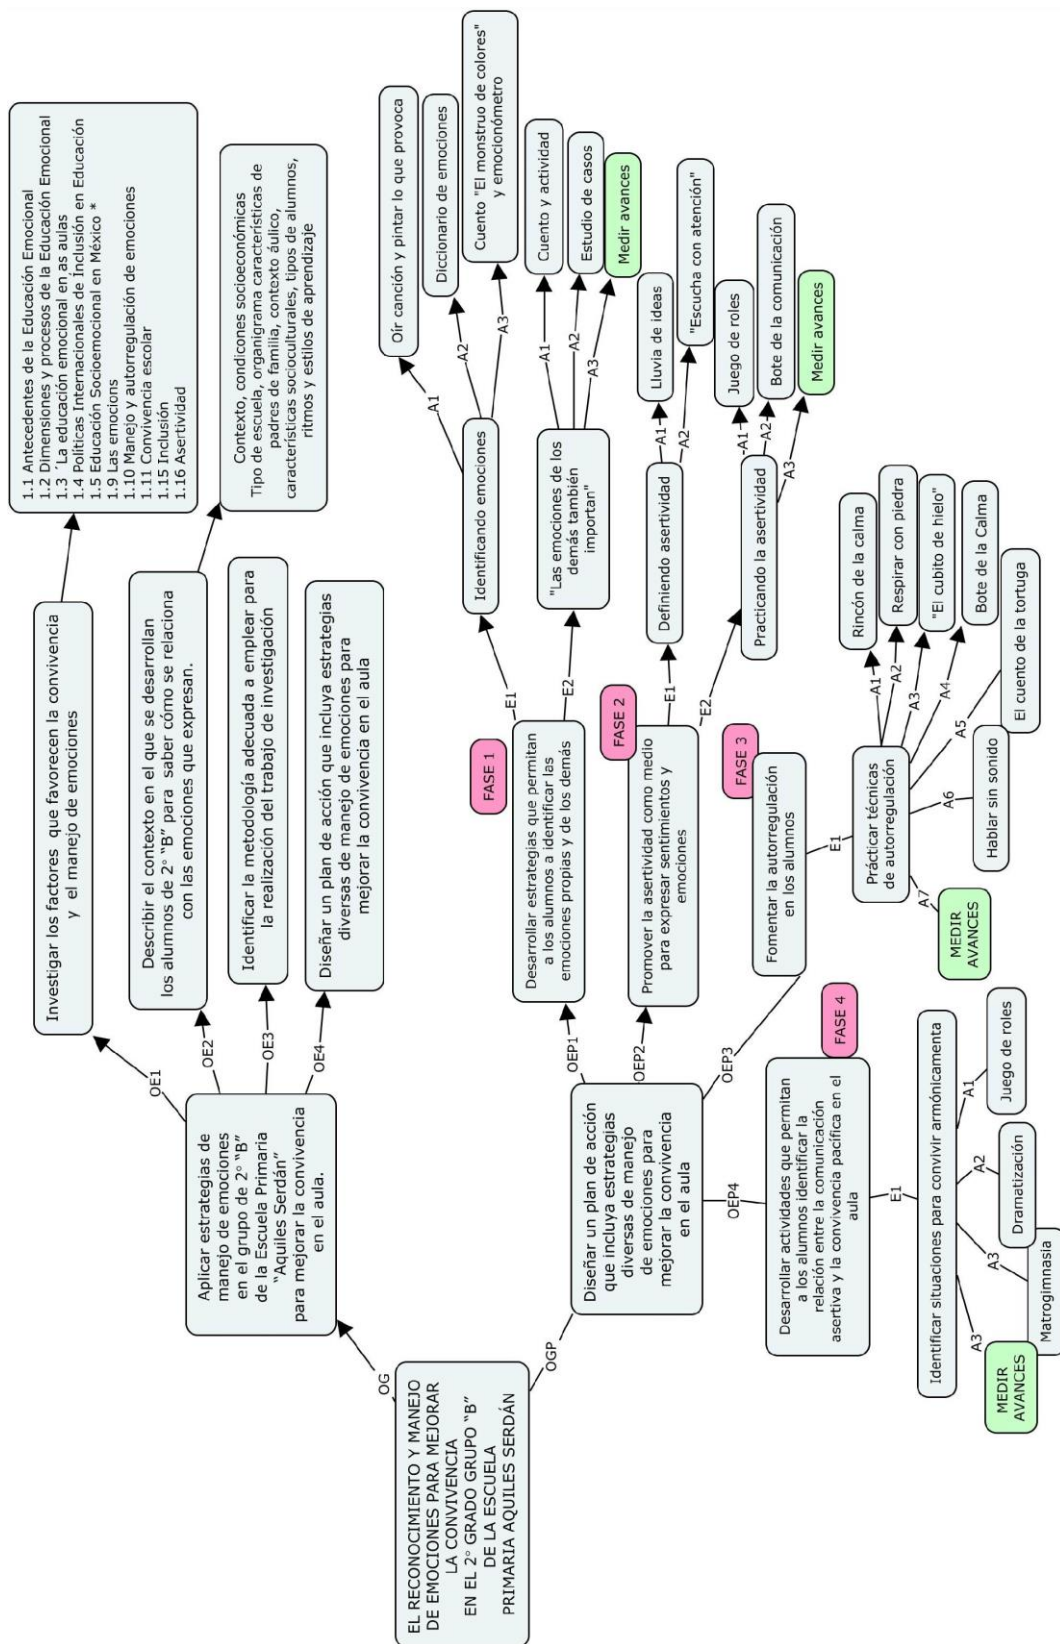 EL RECONOCIMIENTO Y MANEJO
DE EMOCIONES PARA MEJORAR
LA CONVIVENCIA
EN EL 2° GRADO GRUPO “B”
DE LA ESCUELA
PRIMARIA AQUILES SERDÁN
OG
Aplicar estrategias de
manejo de emociones
en el grupo de 2° “B”
de la Escuela Primaria
“Aquiles Serdán”
para mejorar la convivencia
en el aula.
OE1
Investigar los factores que favorecen la convivencia
y el manejo de emociones
1.1 Antecedentes de la Educación Emocional
1.2 Dimensiones y procesos de la Educación Emocional
1.3 ´La educación emocional en as aulas
1.4 Políticas Internacionales de Ínclusión en Educación
1.5 Educación Socioemocional en México *
1.9 Las emocions
1.10 Manejo y autorregulación de emociones
1.11 Convivencia escolar
1.15 Inclusión
1.16 Asertividad
OE2
Describir el contexto en el que se desarrollan
los alumnos de 2° “B” para saber cómo se relaciona
con las emociones que expresan.
Contexto, condicones socioeconómicas
Tipo de escuela, organigrama características de
padres de familia, contexto áulico,
características socioculturales, tipos de alumnos,
ritmos y estilos de aprendizaje
OE3
Identificar la metodología adecuada a emplear para
la realización del trabajo de investigación
OE4
Diseñar un plan de acción que incluya estrategias
diversas de manejo de emociones para
mejorar la convivencia en el aula
OGP
Diseñar un plan de acción
que incluya estrategias
diversas de manejo
de emociones para
mejorar la convivencia
en el aula
OEP1
FASE 1
Desarrollar estrategias que permitan
a los alumnos a identificar las
emociones propias y de los demás
E1
Identificando emociones
A1
Oír canción y pintar lo que provoca
A2
Diccionario de emociones
A3
Cuento "El monstruo de colores"
y emocionómetro
E2
"Las emociones de los
demás también
importan"
A1
Cuento y actividad
A2
Estudio de casos
A3
Medir avances
OEP2
FASE 2
Promover la asertividad como medio
para expresar sentimientos y
emociones
E1
Definiendo asertividad
A1
Lluvia de ideas
A2
"Escucha con atención"
E2
Practicando la asertividad
A1
Juego de roles
A2
Bote de la comunicación
A3
Medir avances
OEP3
FASE 3
Fomentar la autorregulación
en los alumnos
E1
Prácticar técnicas
de autorregulación
A1
Rincón de la calma
A2
Respirar con piedra
A3
"El cubito de hielo"
A4
Bote de la Calma
A5
El cuento de la tortuga
A6
Hablar sin sonido
A7
MEDIR
AVANCES
OEP4
FASE 4
Desarrollar actividades que permitan
a los alumnos identificar la
relación entre la comunicación
asertiva y la convivencia pacífica en el
aula
E1
Identificar situaciones para convivir armónicamenta
A1
Juego de roles
A2
Dramatización
A3
Matrogimnasia
A3
MEDIR
AVANCES